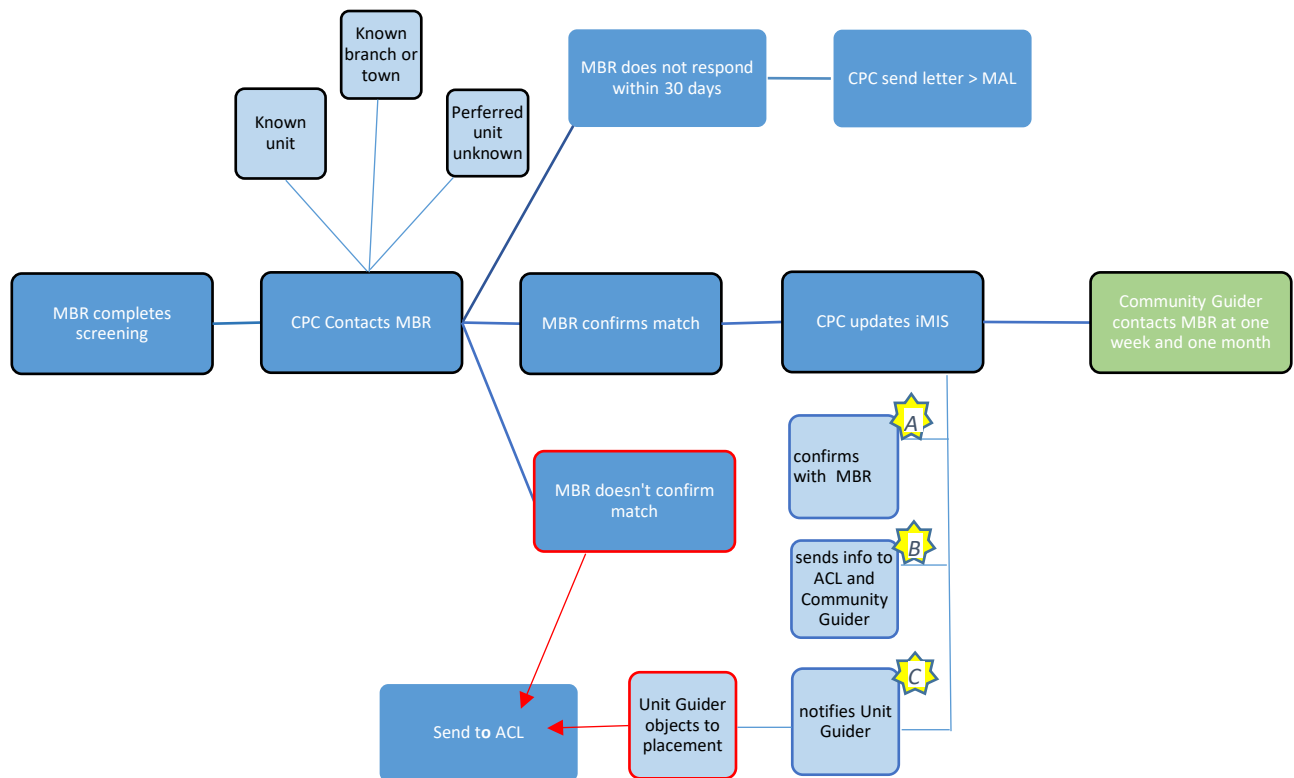 Known
branch or
town
MBR does not respond
within 30 days
CPC send letter > MAL
Known
unit
Perferred
unit
unknown
MBR completes
screening
CPC Contacts MBR
MBR confirms match
CPC updates iMIS
Community Guider
contacts MBR at one
week and one month
A
confirms
with MBR
MBR doesn't confirm
match
B
sends info to
ACL and
Community
Guider
C
Send to ACL
Unit Guider
objects to
placement
notifies Unit
Guider